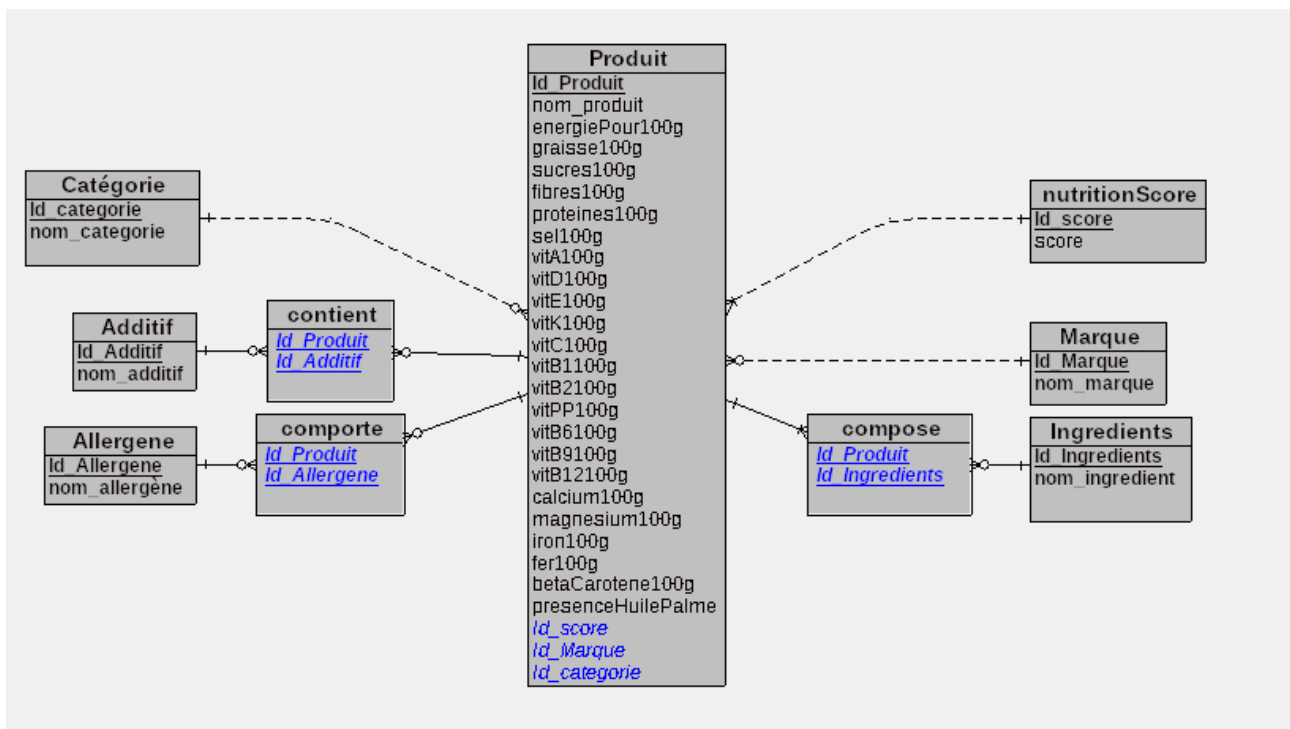 Produit
Id_Produit
nom_produit
energiePour100g
graisse100g
sucres100g
fibres100g
proteines100g
sel100g
vitA100g
vitD100g
vitE100g
vitK100g
vitC100g
vitB1100g
vitB2100g
vitPP100g
vitB6100g
vitB9100g
vitB12100g
calcium100g
magnesium100g
iron100g
fer100g
betaCarotene100g
presenceHuilePalme
Id_score
Id_Marque
Id_categorie
Catégorie
Id_categorie
nom_categorie
Additif
Id_Additif
nom_additif
contient
Id_Produit
Id_Additif
Allergene
Id_Allergene
nom_allergène
comporte
Id_Produit
Id_Allergene
nutritionScore
Id_score
score
Marque
Id_Marque
nom_marque
compose
Id_Produit
Id_Ingredients
Ingredients
Id_Ingredients
nom_ingredient